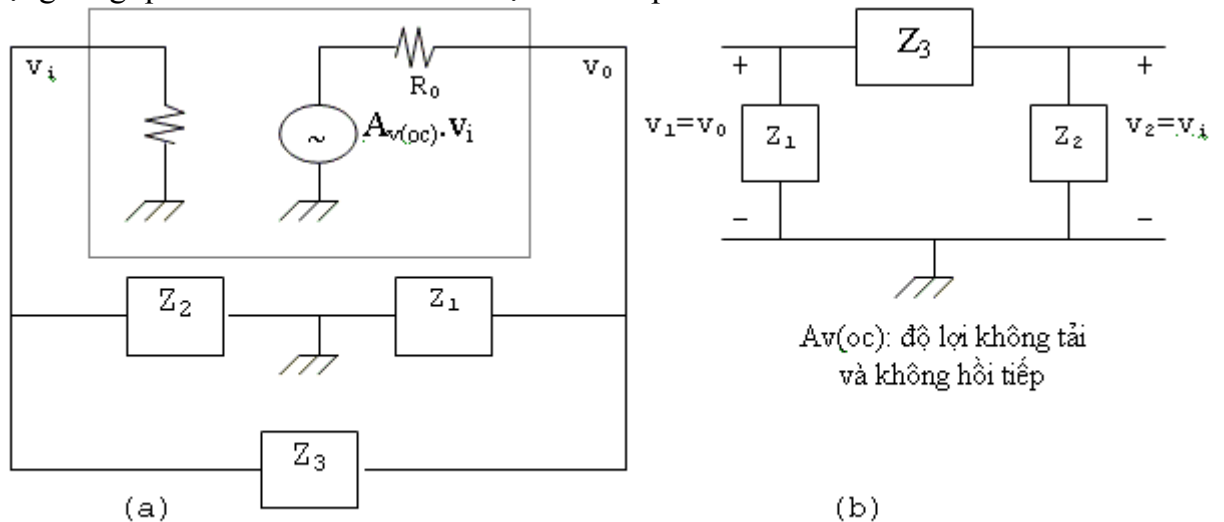 vᵢ
R₀
v₀
~
Aᵥ₍ₒc₎.vᵢ
Z₂
Z₁
Z₃
(a)
Z₃
+
+
v₁=v₀
Z₁
Z₂
v₂=vᵢ
–
–
Av(oc): độ lợi không tải
và không hồi tiếp
(b)